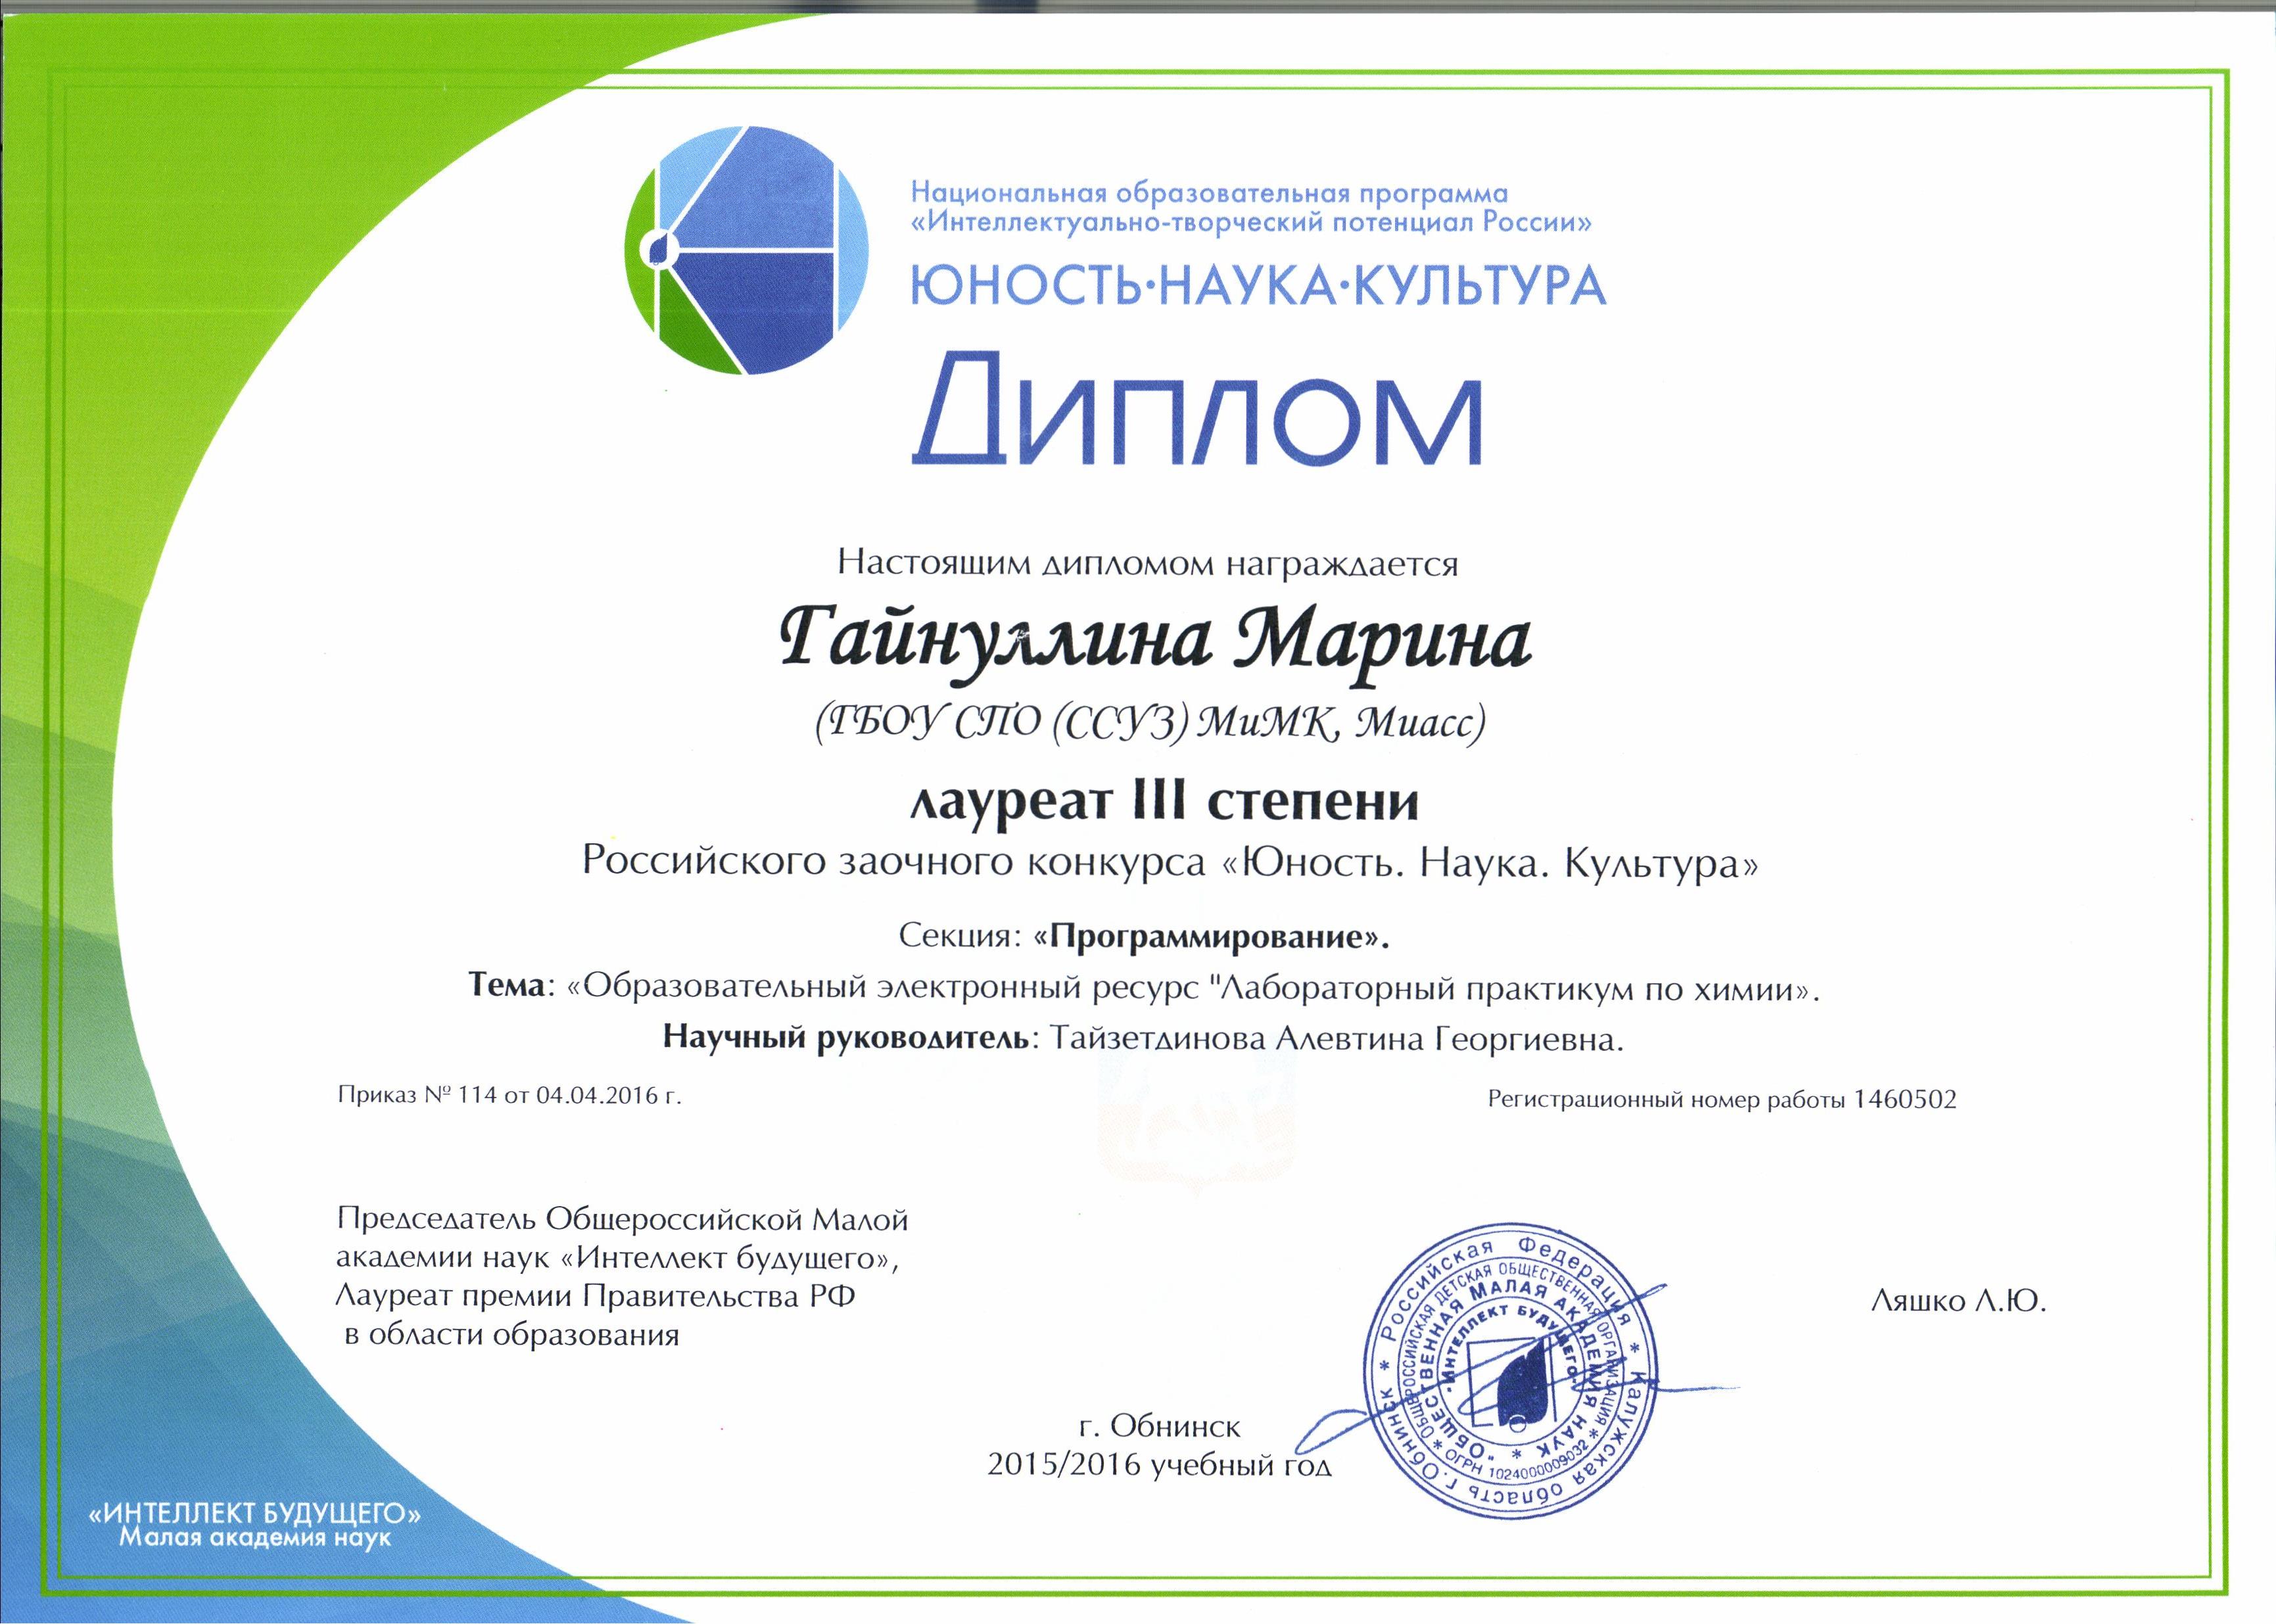 Национальная образовательная программа
«Интеллектуально-творческий потенциал России»
ЮНОСТЬ·НАУКА·КУЛЬТУРА
Диплом
Настоящим дипломом награждается
Гайнуллина Марина
(ГБОУ СПО (ССУЗ) МиМК, Миасс)
лауреат III степени
Российского заочного конкурса «Юность. Наука. Культура»
Секция: «Программирование».
Тема: «Образовательный электронный ресурс "Лабораторный практикум по химии».
Научный руководитель: Тайзетдинова Алевтина Георгиевна.
Приказ № 114 от 04.04.2016 г.
Регистрационный номер работы 1460502
Председатель Общероссийской Малой
академии наук «Интеллект будущего»,
Лауреат премии Правительства РФ
в области образования
Ляшко Л.Ю.
* Российская Федерация * Калужская область г. Обнинск
* ОБЩЕРОССИЙСКАЯ ДЕТСКАЯ ОБЩЕСТВЕННАЯ ОРГАНИЗАЦИЯ * ОГРН 1024000009032
"ОБЩЕСТВЕННАЯ МАЛАЯ АКАДЕМИЯ НАУК *
"ИНТЕЛЛЕКТ БУДУЩЕГО"
г. Обнинск
2015/2016 учебный год
«ИНТЕЛЛЕКТ БУДУЩЕГО»
Малая академия наук